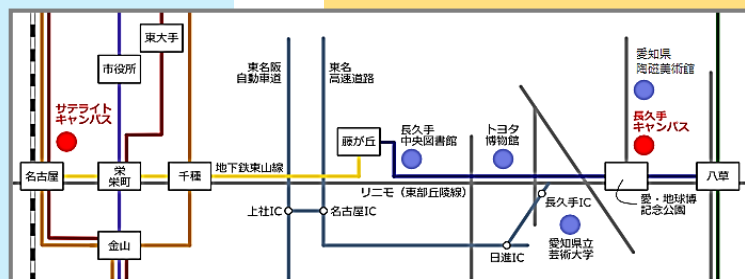 東大手
市役所
サテライト
キャンパス
名古屋
栄
栄町
千種
金山
地下鉄東山線
東名阪
自動車道
東名
高速道路
上社IC
名古屋IC
藤が丘
長久手
中央図書館
トヨタ
博物館
リニモ（東部丘陵線）
日進IC
長久手IC
愛知県立
芸術大学
愛知県
陶磁美術館
長久手
キャンパス
愛・地球博
記念公園
八草